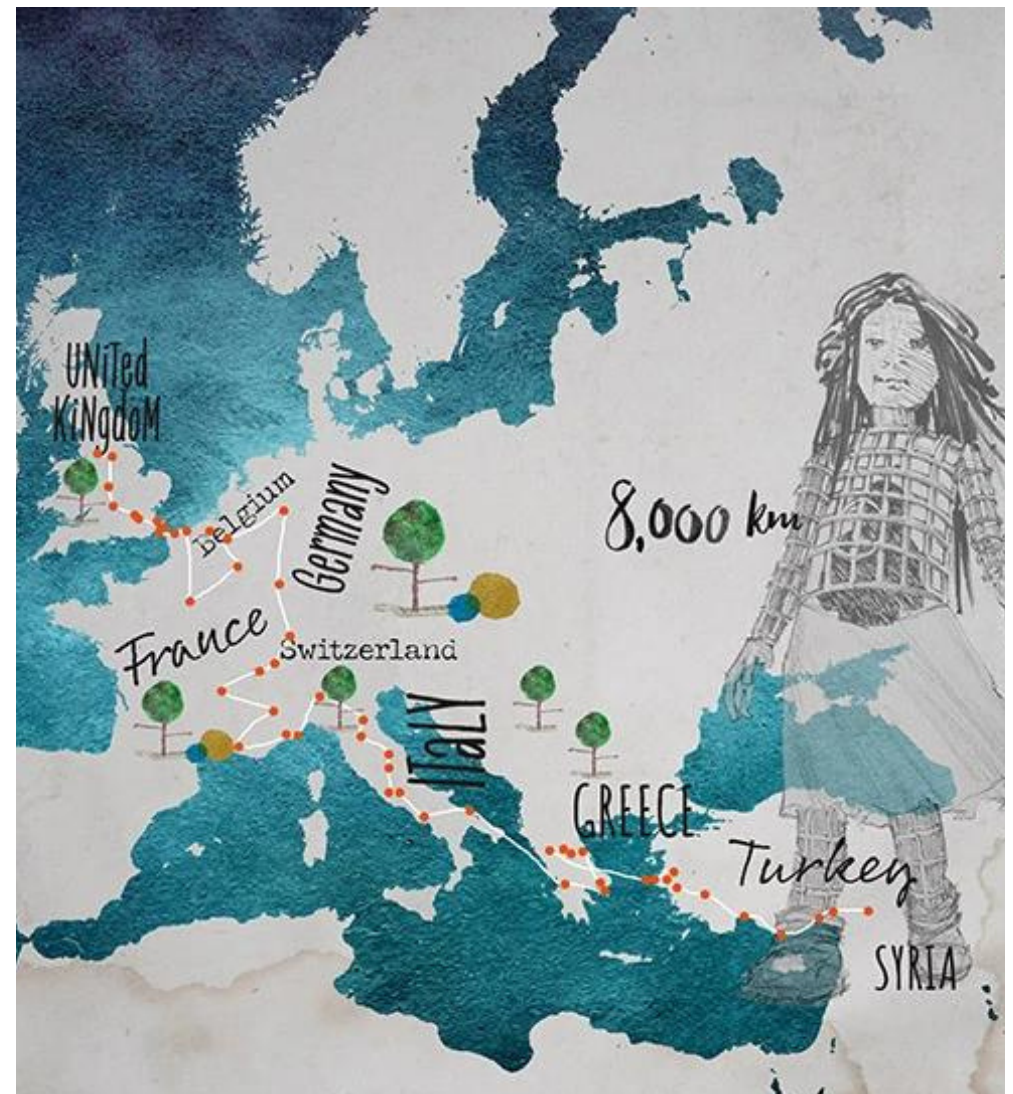 UNiTed
KiNgdoM
Belgium
Germany
8,000 km
France
Switzerland
ITaLY
GREECE
Turkey
SYRIA